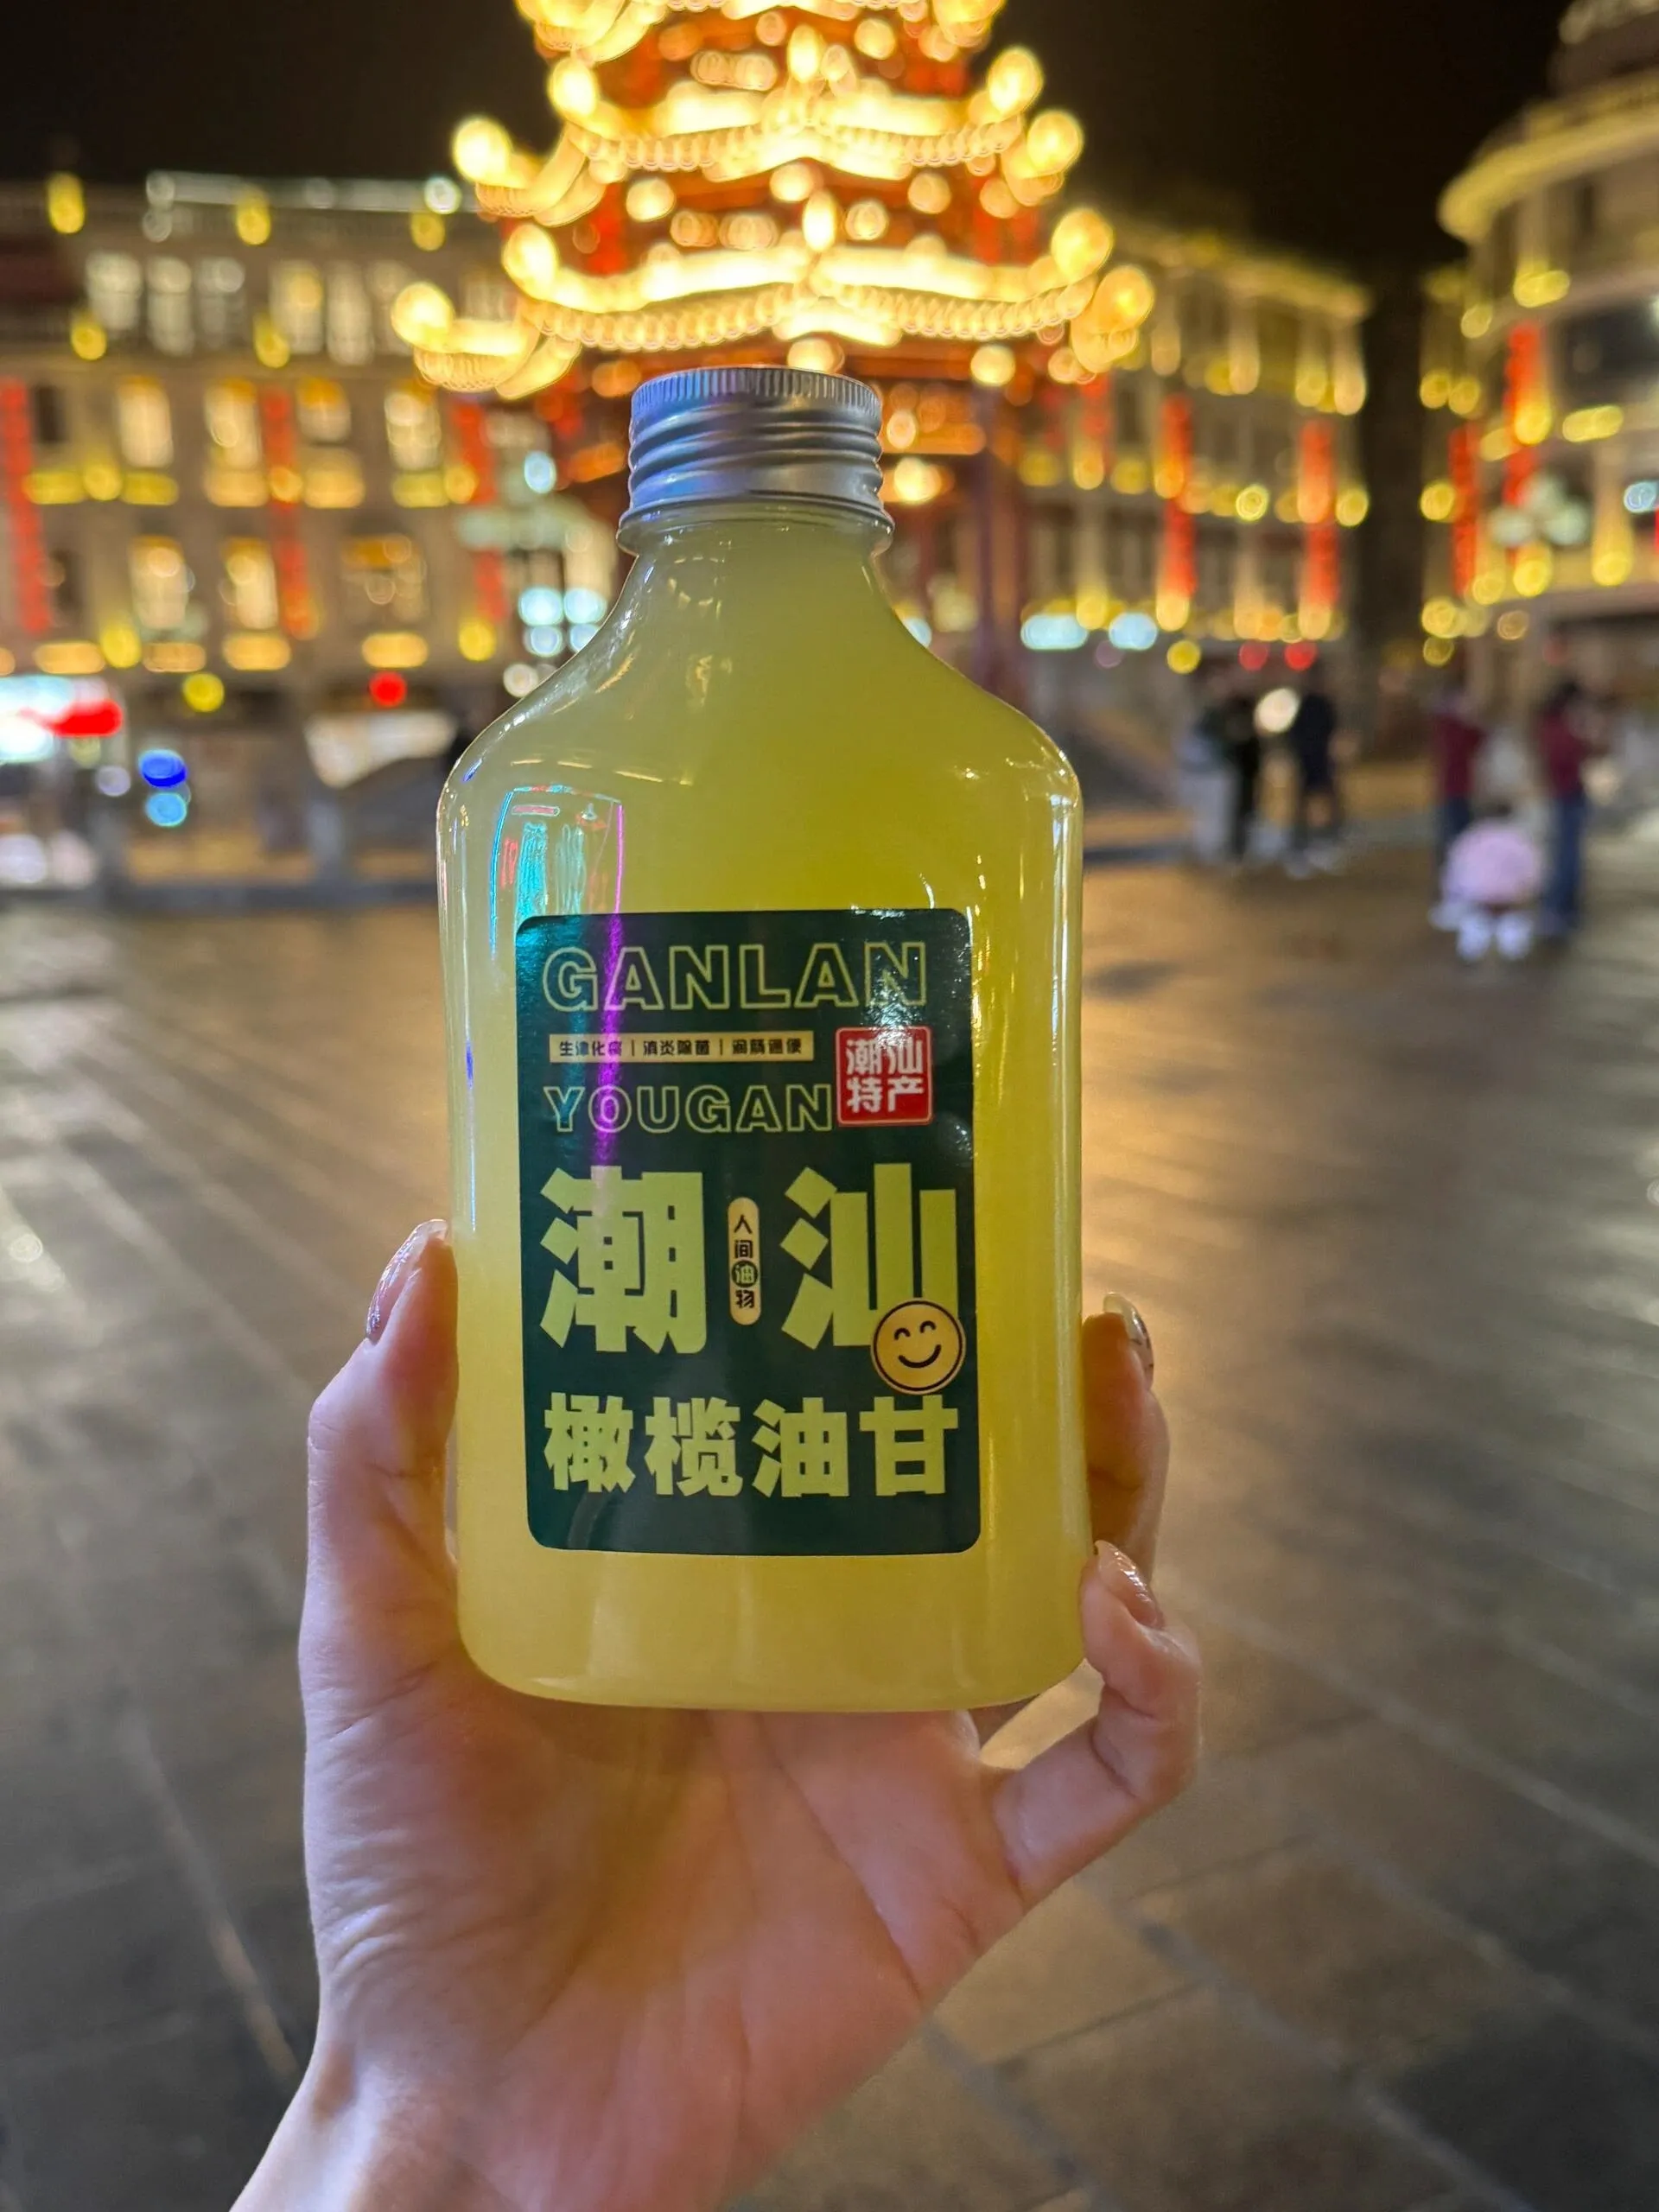 GANLAN
生津化痰 | 消炎除菌 | 润肠通便
潮汕
特产
YOUGAN
潮汕
人间油物
橄榄油甘